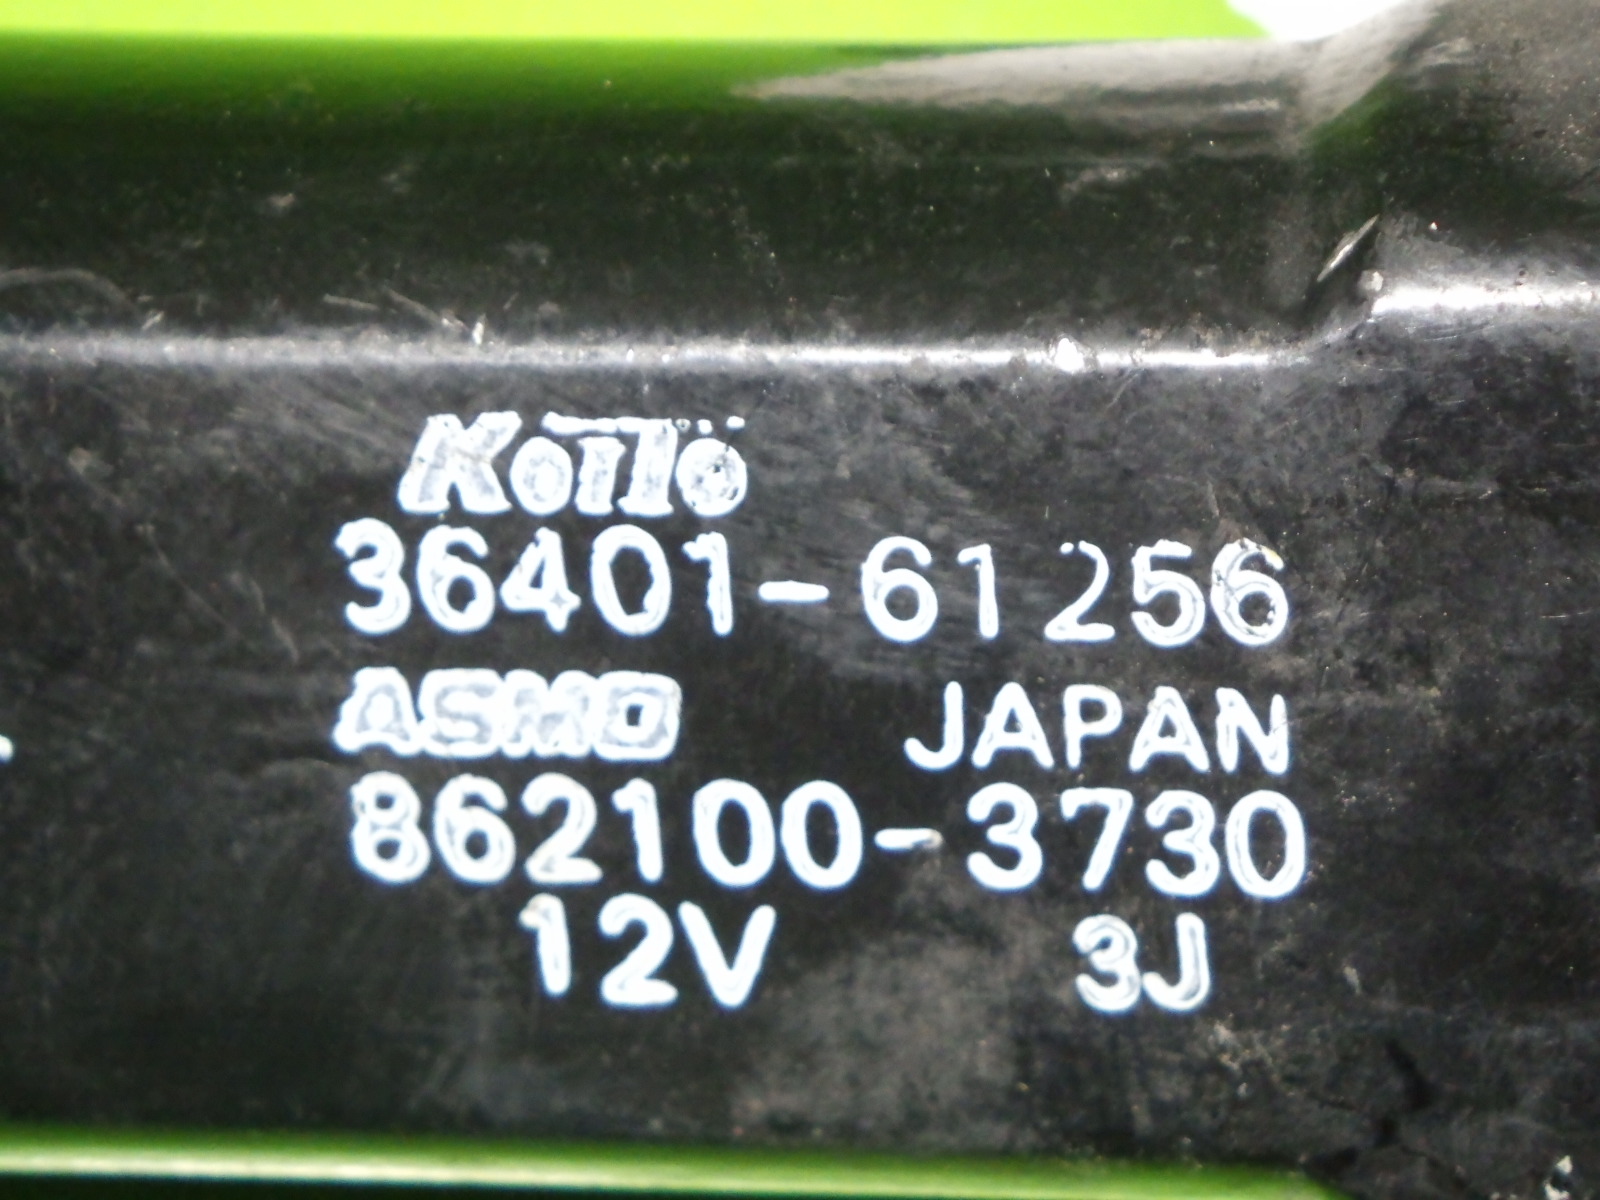 Koito
36401-61256
ASMO JAPAN
862100-3730
12V 3J